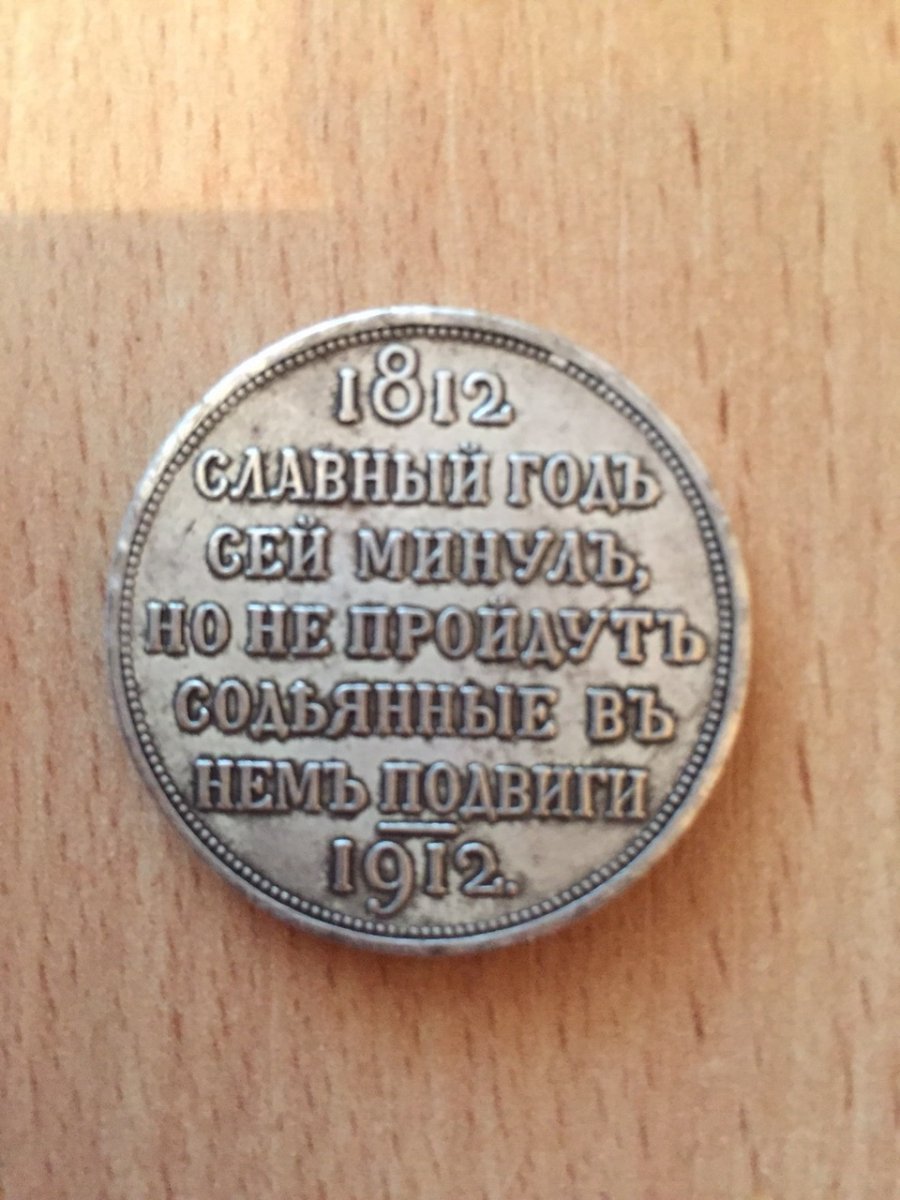 1812
СЛАВНЫЙ ГОДЪ
СЕЙ МИНУЛЪ,
НО НЕ ПРОЙДУТЪ
СОДѢЯННЫЕ ВЪ
НЕМЪ ПОДВИГИ
1912.